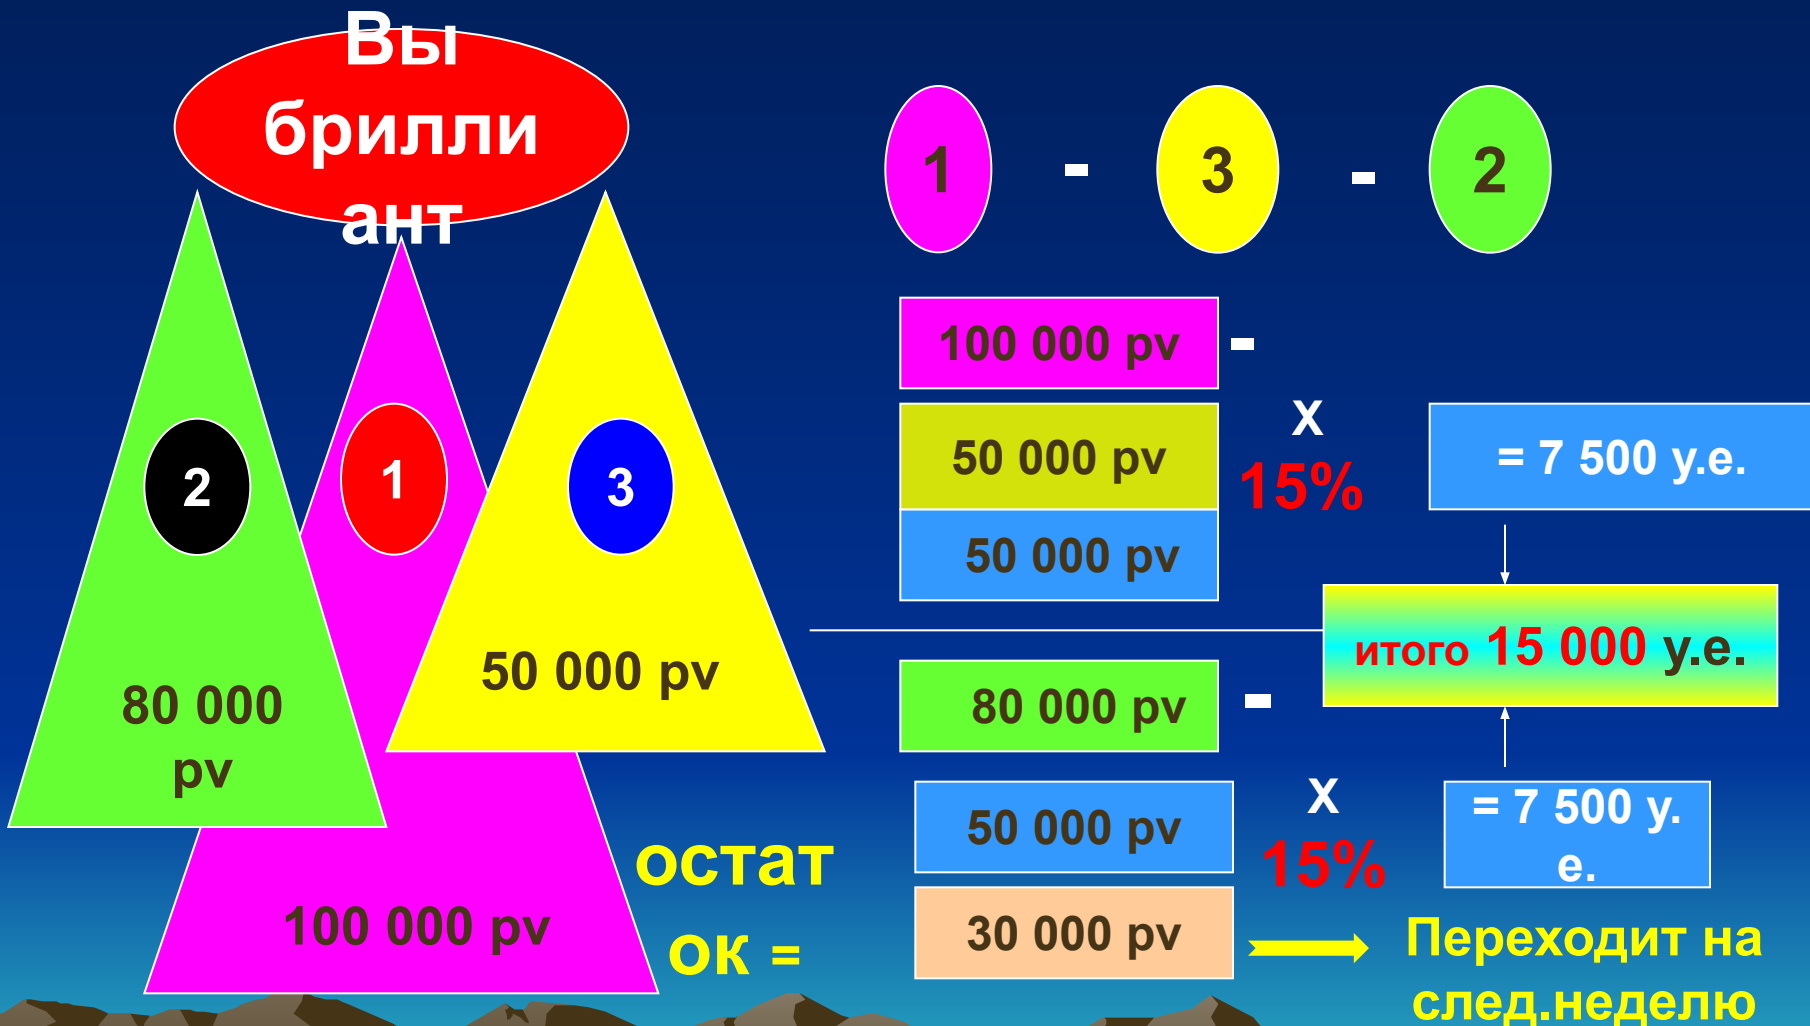 Вы
брилли
ант
2
1
3
80 000
pv
50 000 pv
100 000 pv
1 - 3 - 2
100 000 pv -
50 000 pv
50 000 pv
X
15%
= 7 500 у.е.
итого 15 000 у.е.
80 000 pv -
50 000 pv
X
15%
= 7 500 у.
е.
остат
ок =
30 000 pv
Переходит на
след.неделю